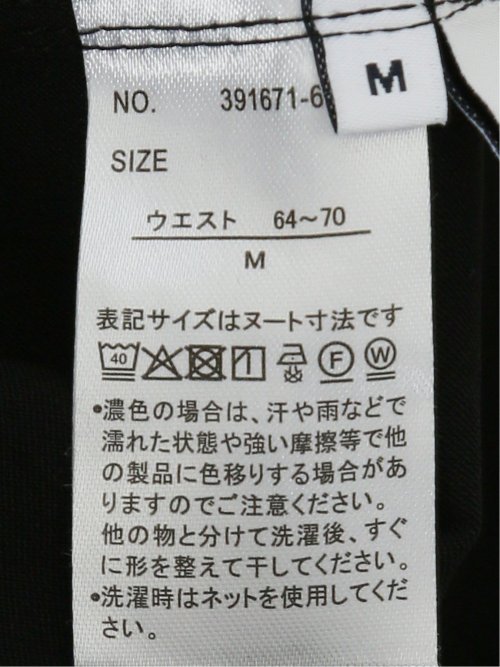 M
NO. 391671-6
SIZE
ウエスト 64～70
M
表記サイズはヌート寸法です
40 F W
•濃色の場合は、汗や雨などで
濡れた状態や強い摩擦等で他
の製品に色移りする場合があ
りますのでご注意ください。
他の物と分けて洗濯後、すぐ
に形を整えて干してください。
•洗濯時はネットを使用してくだ
さい。